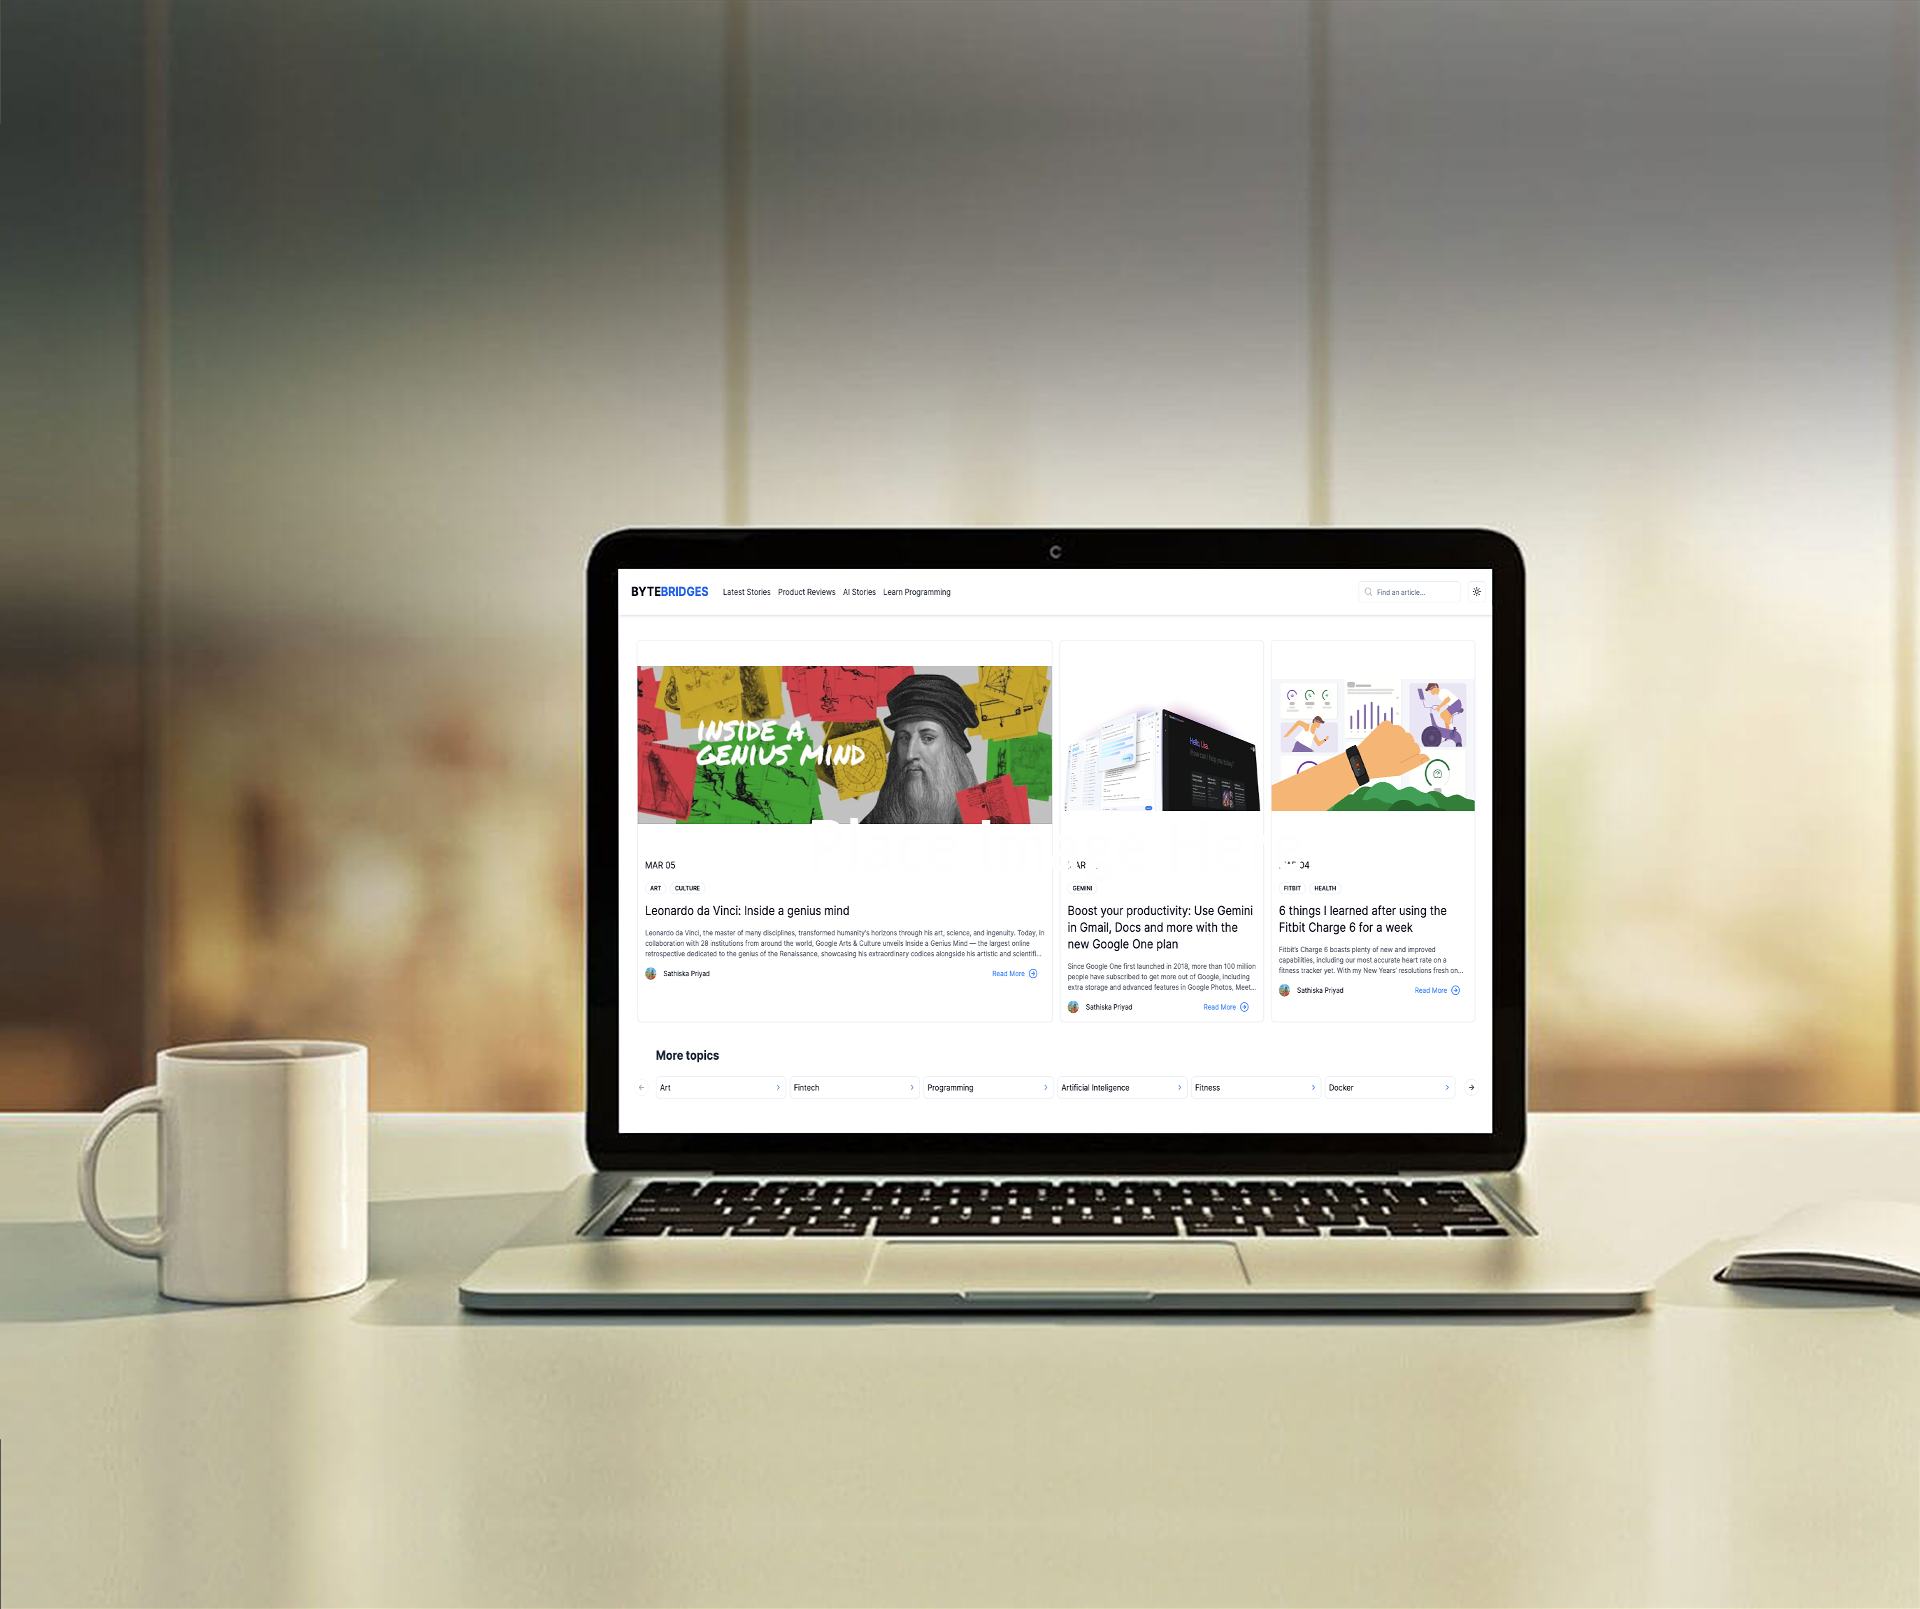 BYTEBRIDGES Latest Stories Product Reviews AI Stories Learn Programming Find an article...
INSIDE A
GENIUS MIND
Hello, Lisa.
How can I help you today?
MAR 05
ART CULTURE
Leonardo da Vinci: Inside a genius mind
Leonardo da Vinci, the master of many disciplines, transformed humanity's horizons through his art, science, and ingenuity. Today, in
collaboration with 28 institutions from around the world, Google Arts & Culture unveils Inside a Genius Mind — the largest online
retrospective dedicated to the genius of the Renaissance, showcasing his extraordinary codices alongside his artistic and scientifi...
Sathiska Priyad Read More
GEMINI
Boost your productivity: Use Gemini
in Gmail, Docs and more with the
new Google One plan
Since Google One first launched in 2018, more than 100 million
people have subscribed to get more out of Google, including
extra storage and advanced features in Google Photos, Meet...
Sathiska Priyad Read More
04
FITBIT HEALTH
6 things I learned after using the
Fitbit Charge 6 for a week
Fitbit's Charge 6 boasts plenty of new and improved
capabilities, including our most accurate heart rate on a
fitness tracker yet. With my New Years' resolutions fresh on...
Sathiska Priyad Read More
More topics
Art Fintech Programming Artificial Inteligence Fitness Docker